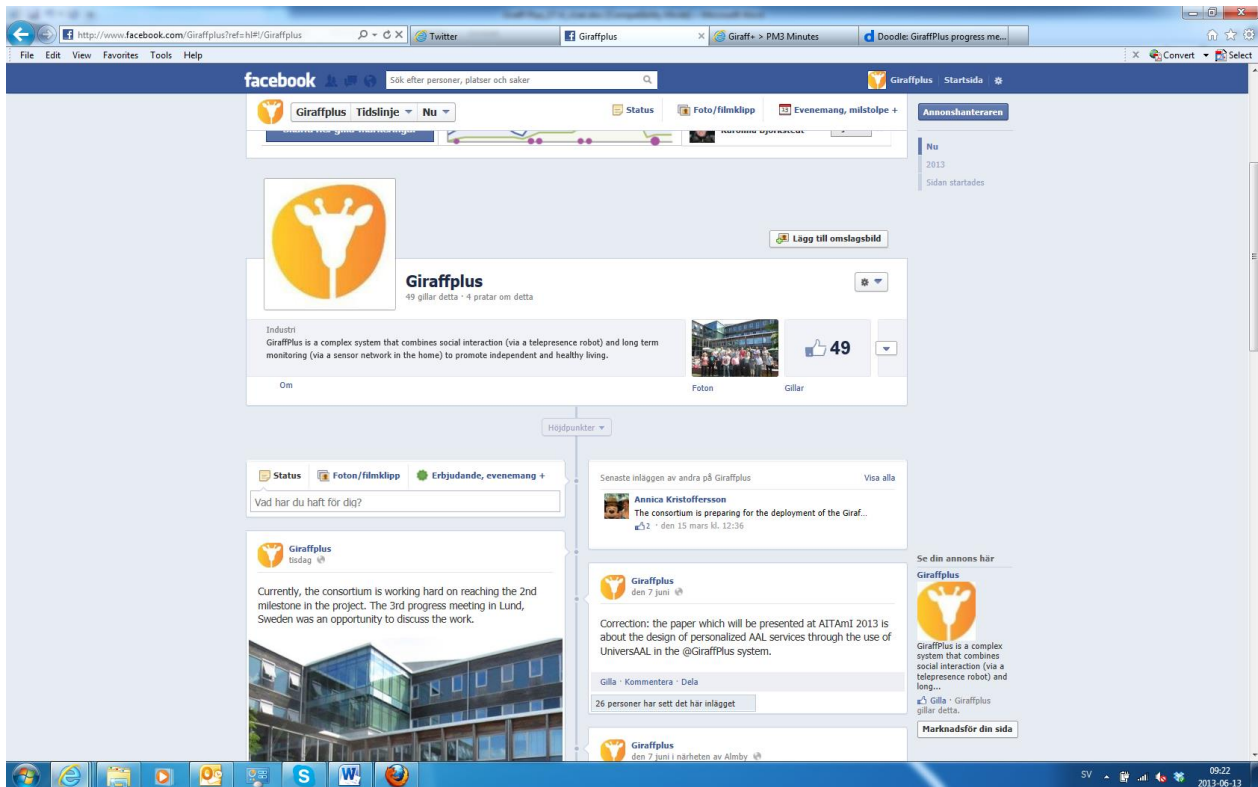 http://www.facebook.com/Giraffplus?ref=hl#!/Giraffplus
Twitter
Giraffplus
Giraff+ > PM3 Minutes
Doodle: GiraffPlus progress me...
File Edit View Favorites Tools Help
Convert
Select
facebook
Sök efter personer, platser och saker
Giraffplus
Startsida
Giraffplus
Tidslinje
Nu
Status
Foto/filmklipp
Evenemang, milstolpe +
Annonshanteraren
Nu
2013
Sidan startades
Lägg till omslagsbild
Giraffplus
49 gillar detta · 4 pratar om detta
Industri
GiraffPlus is a complex system that combines social interaction (via a telepresence robot) and long term
monitoring (via a sensor network in the home) to promote independent and healthy living.
Om
49
Foton
Gillar
Höjdpunkter
Status
Foton/filmklipp
Erbjudande, evenemang +
Vad har du haft för dig?
Giraffplus
tisdag
Currently, the consortium is working hard on reaching the 2nd
milestone in the project. The 3rd progress meeting in Lund,
Sweden was an opportunity to discuss the work.
Senaste inläggen av andra på Giraffplus
Visa alla
Annica Kristoffersson
The consortium is preparing for the deployment of the Giraf...
2 · den 15 mars kl. 12:36
Giraffplus
den 7 juni
Correction: the paper which will be presented at AITAmI 2013 is
about the design of personalized AAL services through the use of
UniversAAL in the @GiraffPlus system.
Gilla · Kommentera · Dela
26 personer har sett det här inlägget
Giraffplus
den 7 juni i närheten av Almby
Se din annons här
Giraffplus
GiraffPlus is a complex
system that combines
social interaction (via a
telepresence robot) and
long...
Gilla · Giraffplus
gillar detta.
Marknadsför din sida
SV
09:22
2013-06-13